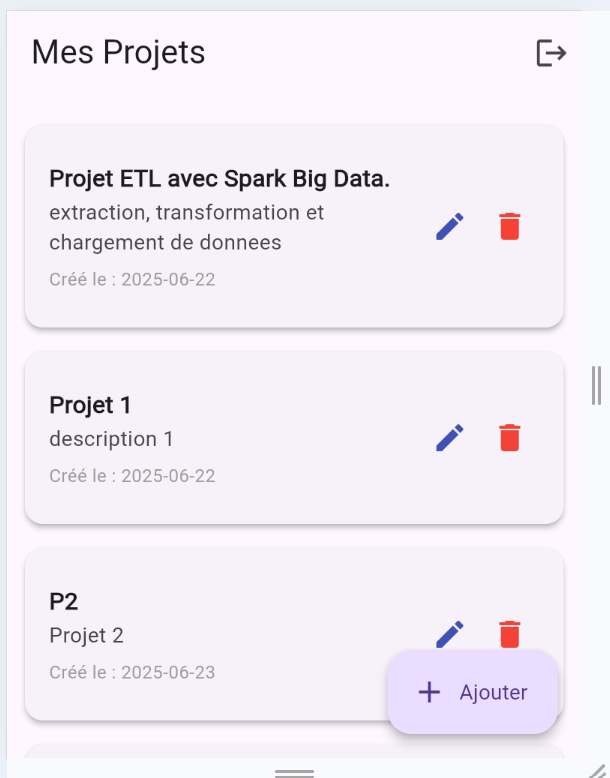 Mes Projets
Projet ETL avec Spark Big Data.
extraction, transformation et
chargement de donnees
Créé le : 2025-06-22
Projet 1
description 1
Créé le : 2025-06-22
P2
Projet 2
Créé le : 2025-06-23
Ajouter